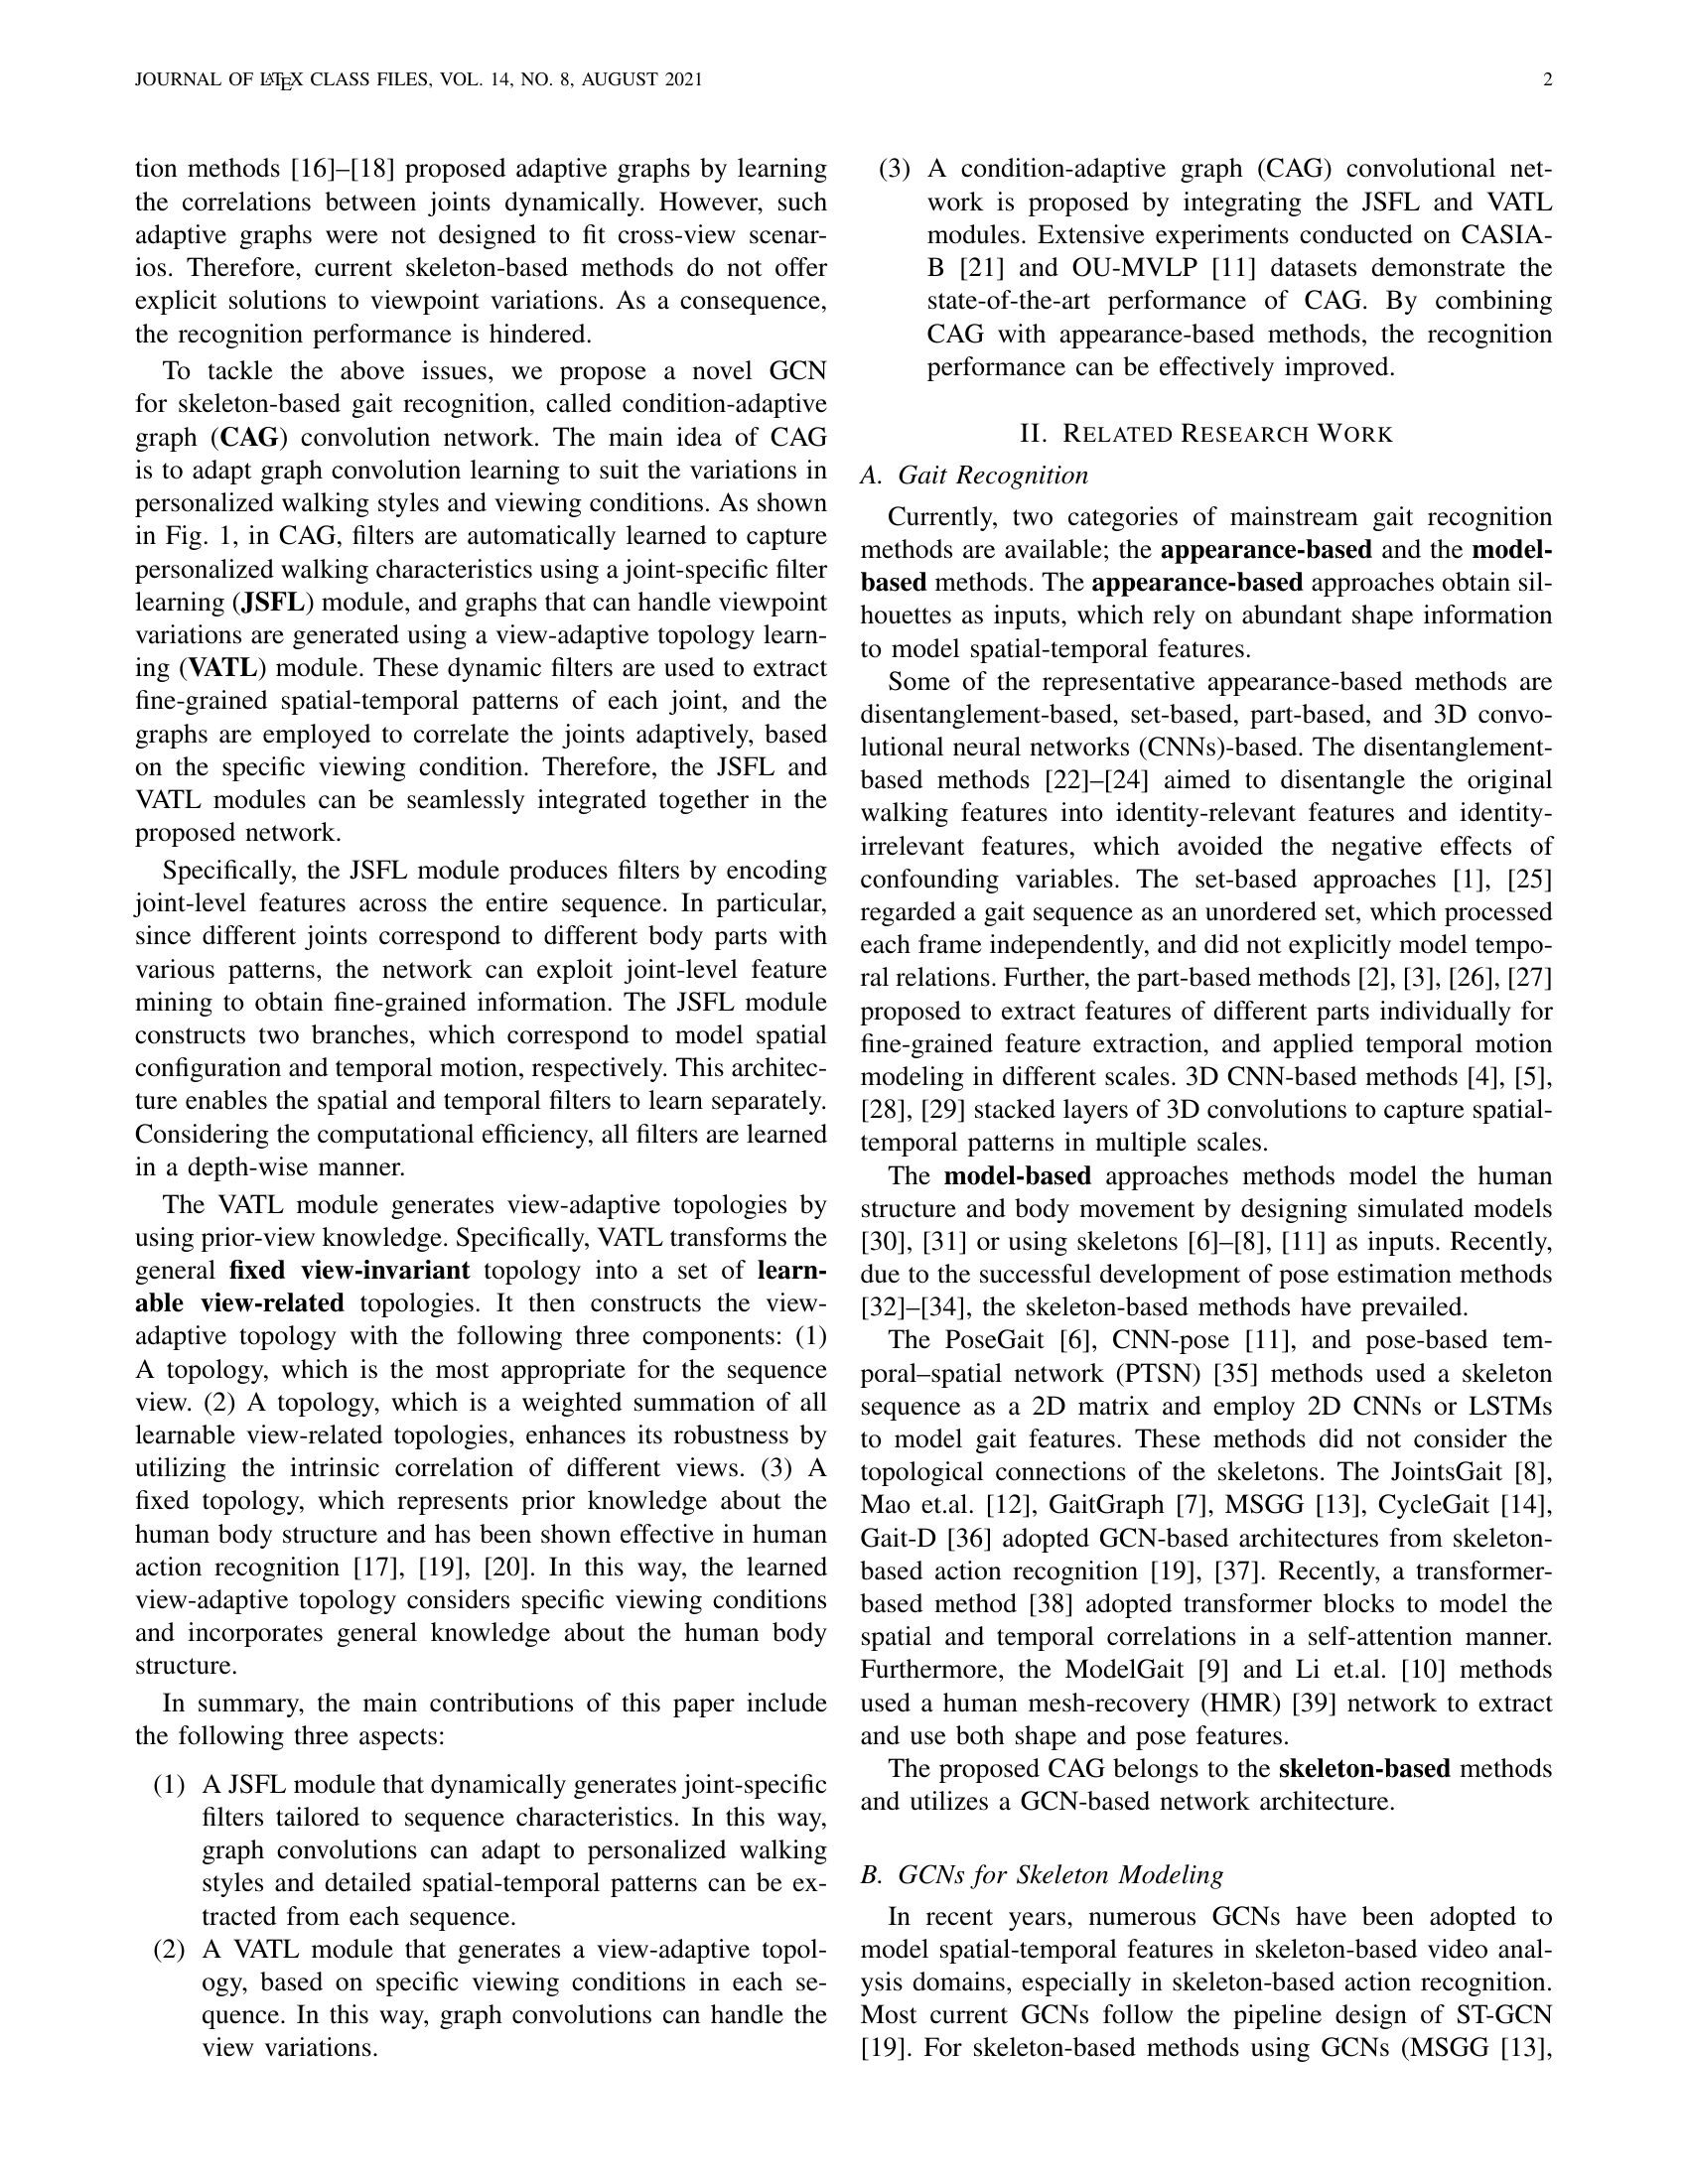 JOURNAL OF LATEX CLASS FILES, VOL. 14, NO. 8, AUGUST 2021
2
tion methods [16]–[18] proposed adaptive graphs by learning
the correlations between joints dynamically. However, such
adaptive graphs were not designed to fit cross-view scenar-
ios. Therefore, current skeleton-based methods do not offer
explicit solutions to viewpoint variations. As a consequence,
the recognition performance is hindered.
To tackle the above issues, we propose a novel GCN
for skeleton-based gait recognition, called condition-adaptive
graph (CAG) convolution network. The main idea of CAG
is to adapt graph convolution learning to suit the variations in
personalized walking styles and viewing conditions. As shown
in Fig. 1, in CAG, filters are automatically learned to capture
personalized walking characteristics using a joint-specific filter
learning (JSFL) module, and graphs that can handle viewpoint
variations are generated using a view-adaptive topology learn-
ing (VATL) module. These dynamic filters are used to extract
fine-grained spatial-temporal patterns of each joint, and the
graphs are employed to correlate the joints adaptively, based
on the specific viewing condition. Therefore, the JSFL and
VATL modules can be seamlessly integrated together in the
proposed network.
Specifically, the JSFL module produces filters by encoding
joint-level features across the entire sequence. In particular,
since different joints correspond to different body parts with
various patterns, the network can exploit joint-level feature
mining to obtain fine-grained information. The JSFL module
constructs two branches, which correspond to model spatial
configuration and temporal motion, respectively. This architec-
ture enables the spatial and temporal filters to learn separately.
Considering the computational efficiency, all filters are learned
in a depth-wise manner.
The VATL module generates view-adaptive topologies by
using prior-view knowledge. Specifically, VATL transforms the
general fixed view-invariant topology into a set of learn-
able view-related topologies. It then constructs the view-
adaptive topology with the following three components: (1)
A topology, which is the most appropriate for the sequence
view. (2) A topology, which is a weighted summation of all
learnable view-related topologies, enhances its robustness by
utilizing the intrinsic correlation of different views. (3) A
fixed topology, which represents prior knowledge about the
human body structure and has been shown effective in human
action recognition [17], [19], [20]. In this way, the learned
view-adaptive topology considers specific viewing conditions
and incorporates general knowledge about the human body
structure.
In summary, the main contributions of this paper include
the following three aspects:
(1) A JSFL module that dynamically generates joint-specific
filters tailored to sequence characteristics. In this way,
graph convolutions can adapt to personalized walking
styles and detailed spatial-temporal patterns can be ex-
tracted from each sequence.
(2) A VATL module that generates a view-adaptive topol-
ogy, based on specific viewing conditions in each se-
quence. In this way, graph convolutions can handle the
view variations.
(3) A condition-adaptive graph (CAG) convolutional net-
work is proposed by integrating the JSFL and VATL
modules. Extensive experiments conducted on CASIA-
B [21] and OU-MVLP [11] datasets demonstrate the
state-of-the-art performance of CAG. By combining
CAG with appearance-based methods, the recognition
performance can be effectively improved.
II. RELATED RESEARCH WORK
A. Gait Recognition
Currently, two categories of mainstream gait recognition
methods are available; the appearance-based and the model-
based methods. The appearance-based approaches obtain sil-
houettes as inputs, which rely on abundant shape information
to model spatial-temporal features.
Some of the representative appearance-based methods are
disentanglement-based, set-based, part-based, and 3D convo-
lutional neural networks (CNNs)-based. The disentanglement-
based methods [22]–[24] aimed to disentangle the original
walking features into identity-relevant features and identity-
irrelevant features, which avoided the negative effects of
confounding variables. The set-based approaches [1], [25]
regarded a gait sequence as an unordered set, which processed
each frame independently, and did not explicitly model tempo-
ral relations. Further, the part-based methods [2], [3], [26], [27]
proposed to extract features of different parts individually for
fine-grained feature extraction, and applied temporal motion
modeling in different scales. 3D CNN-based methods [4], [5],
[28], [29] stacked layers of 3D convolutions to capture spatial-
temporal patterns in multiple scales.
The model-based approaches methods model the human
structure and body movement by designing simulated models
[30], [31] or using skeletons [6]–[8], [11] as inputs. Recently,
due to the successful development of pose estimation methods
[32]–[34], the skeleton-based methods have prevailed.
The PoseGait [6], CNN-pose [11], and pose-based tem-
poral–spatial network (PTSN) [35] methods used a skeleton
sequence as a 2D matrix and employ 2D CNNs or LSTMs
to model gait features. These methods did not consider the
topological connections of the skeletons. The JointsGait [8],
Mao et.al. [12], GaitGraph [7], MSGG [13], CycleGait [14],
Gait-D [36] adopted GCN-based architectures from skeleton-
based action recognition [19], [37]. Recently, a transformer-
based method [38] adopted transformer blocks to model the
spatial and temporal correlations in a self-attention manner.
Furthermore, the ModelGait [9] and Li et.al. [10] methods
used a human mesh-recovery (HMR) [39] network to extract
and use both shape and pose features.
The proposed CAG belongs to the skeleton-based methods
and utilizes a GCN-based network architecture.
B. GCNs for Skeleton Modeling
In recent years, numerous GCNs have been adopted to
model spatial-temporal features in skeleton-based video anal-
ysis domains, especially in skeleton-based action recognition.
Most current GCNs follow the pipeline design of ST-GCN
[19]. For skeleton-based methods using GCNs (MSGG [13],